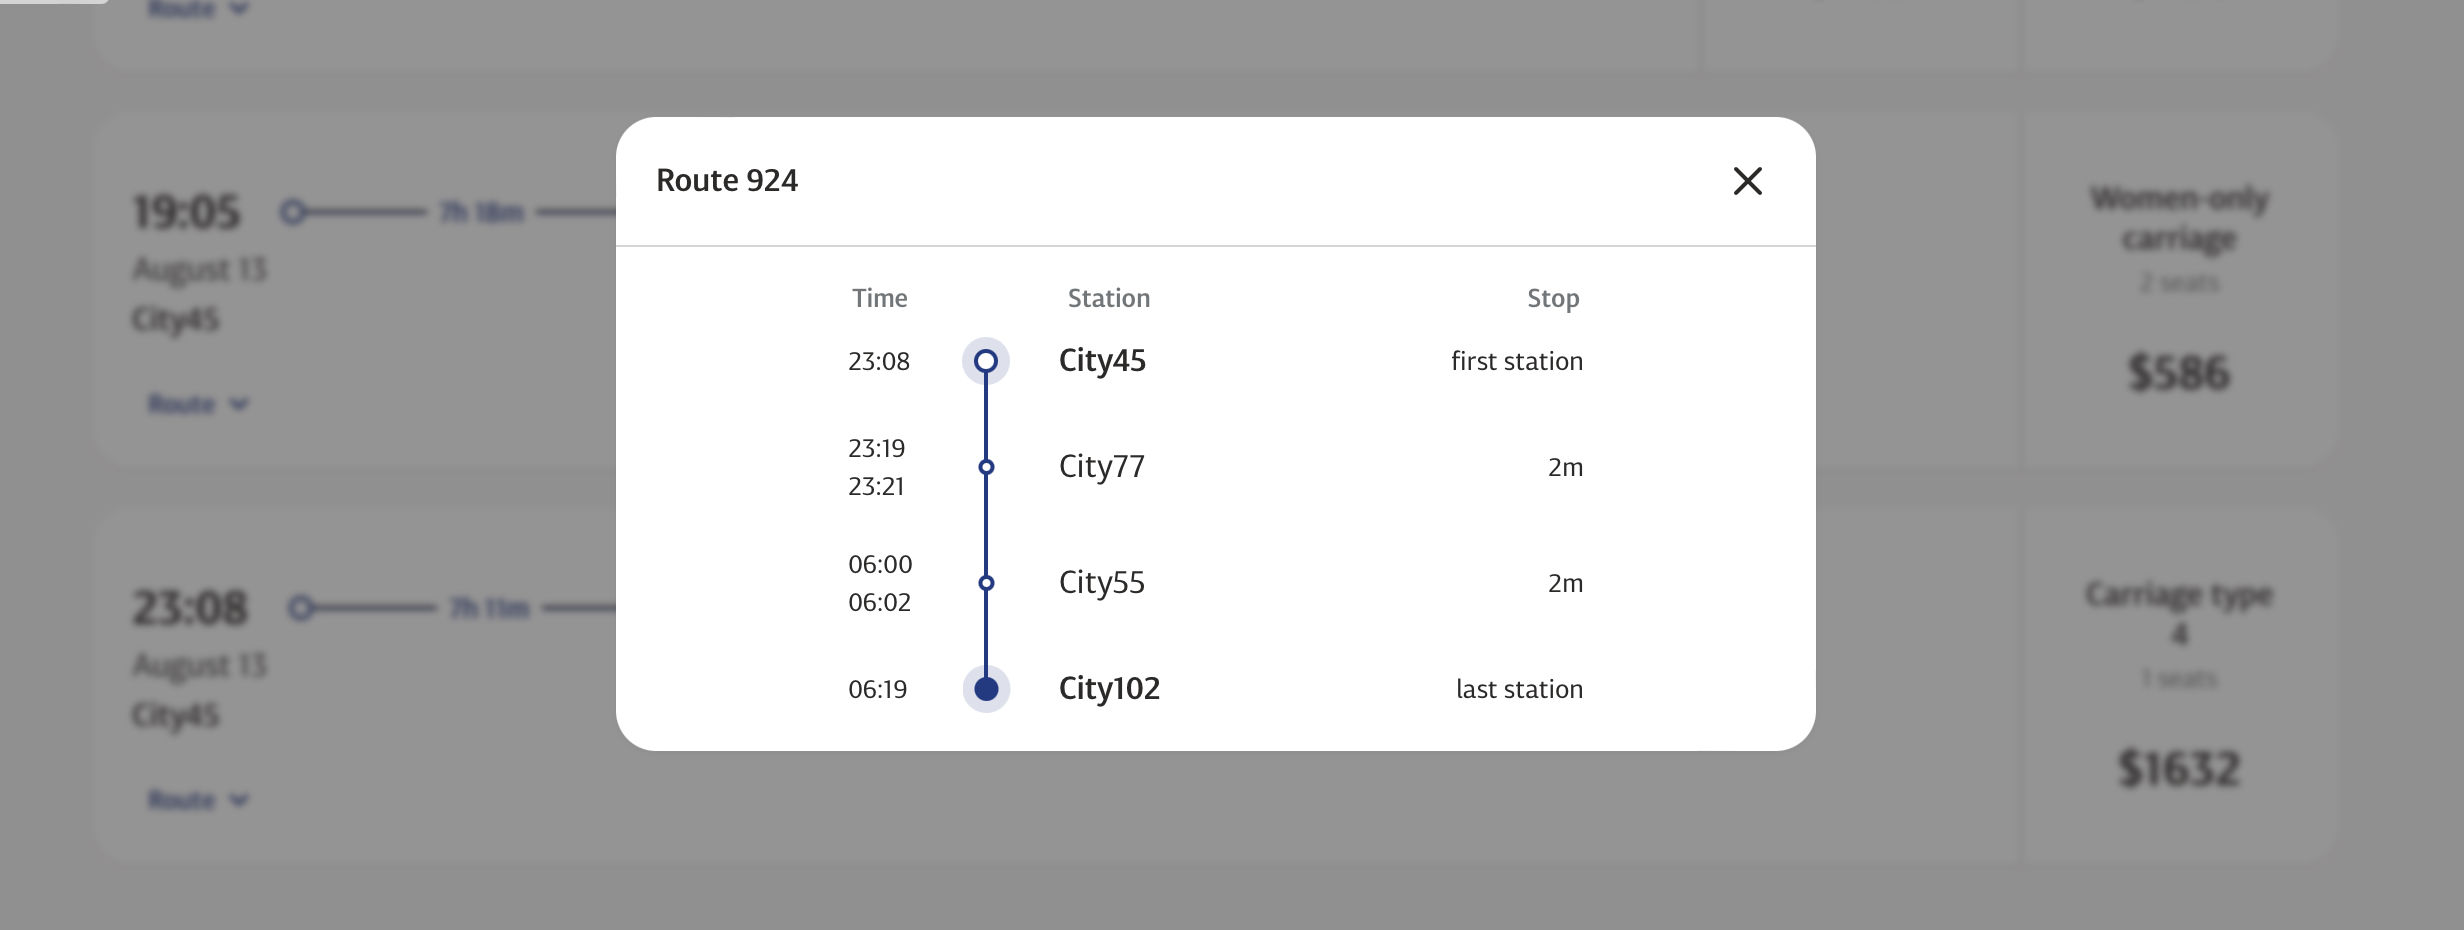 Route
Route 924
Time Station Stop
23:08 City45 first station
23:19
23:21
City77 2m
06:00
06:02
City55 2m
06:19 City102 last station
19:05 7h 18m
August 13
City45
Route
Women-only
carriage
2 seats
$586
23:08 7h 11m
August 13
City45
Route
Carriage type
4
1 seats
$1632